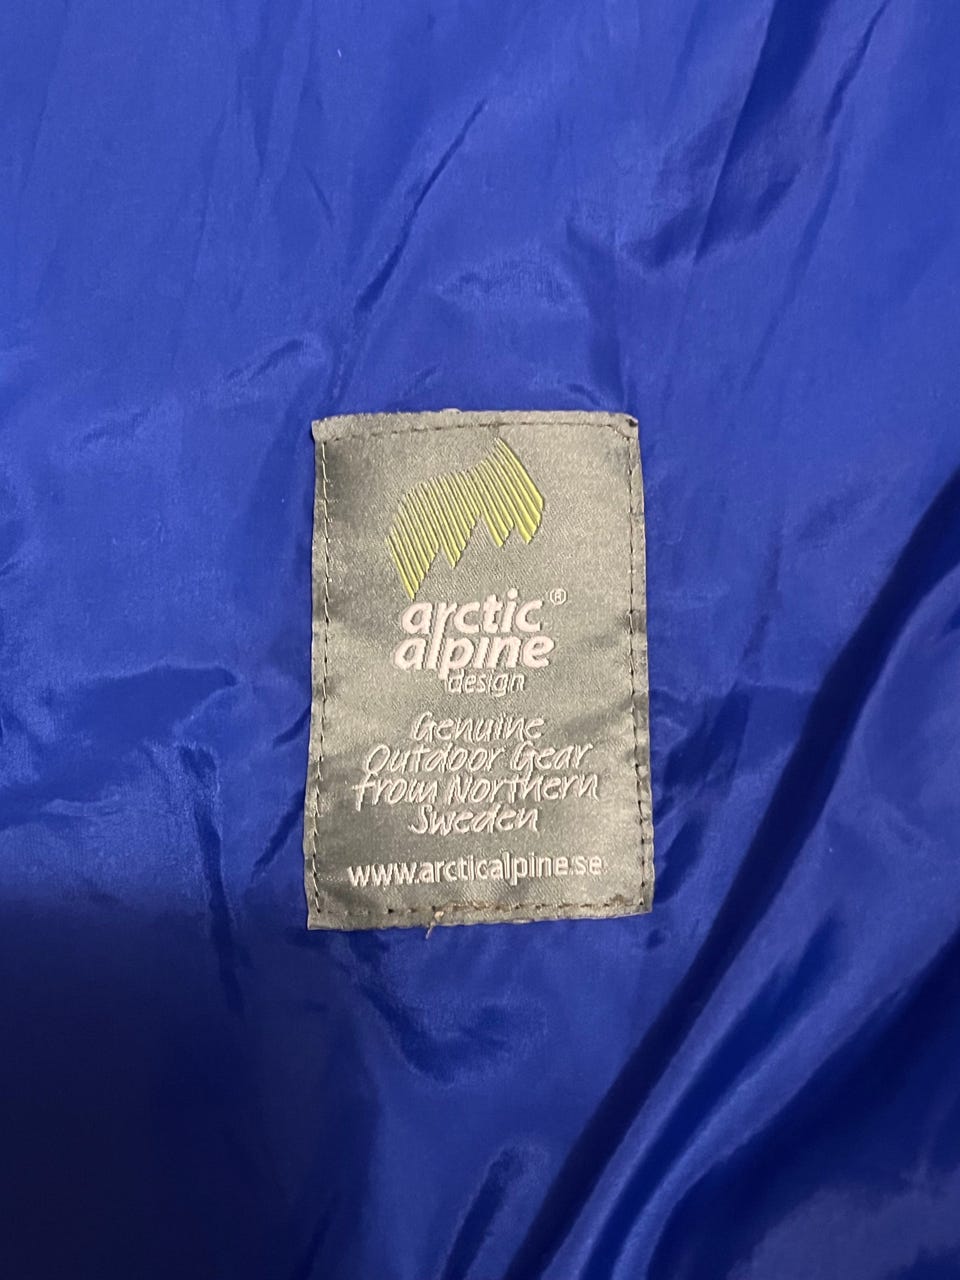 arctic®
alpine
design
Genuine
Outdoor Gear
from Northern
Sweden
www.arcticalpine.se